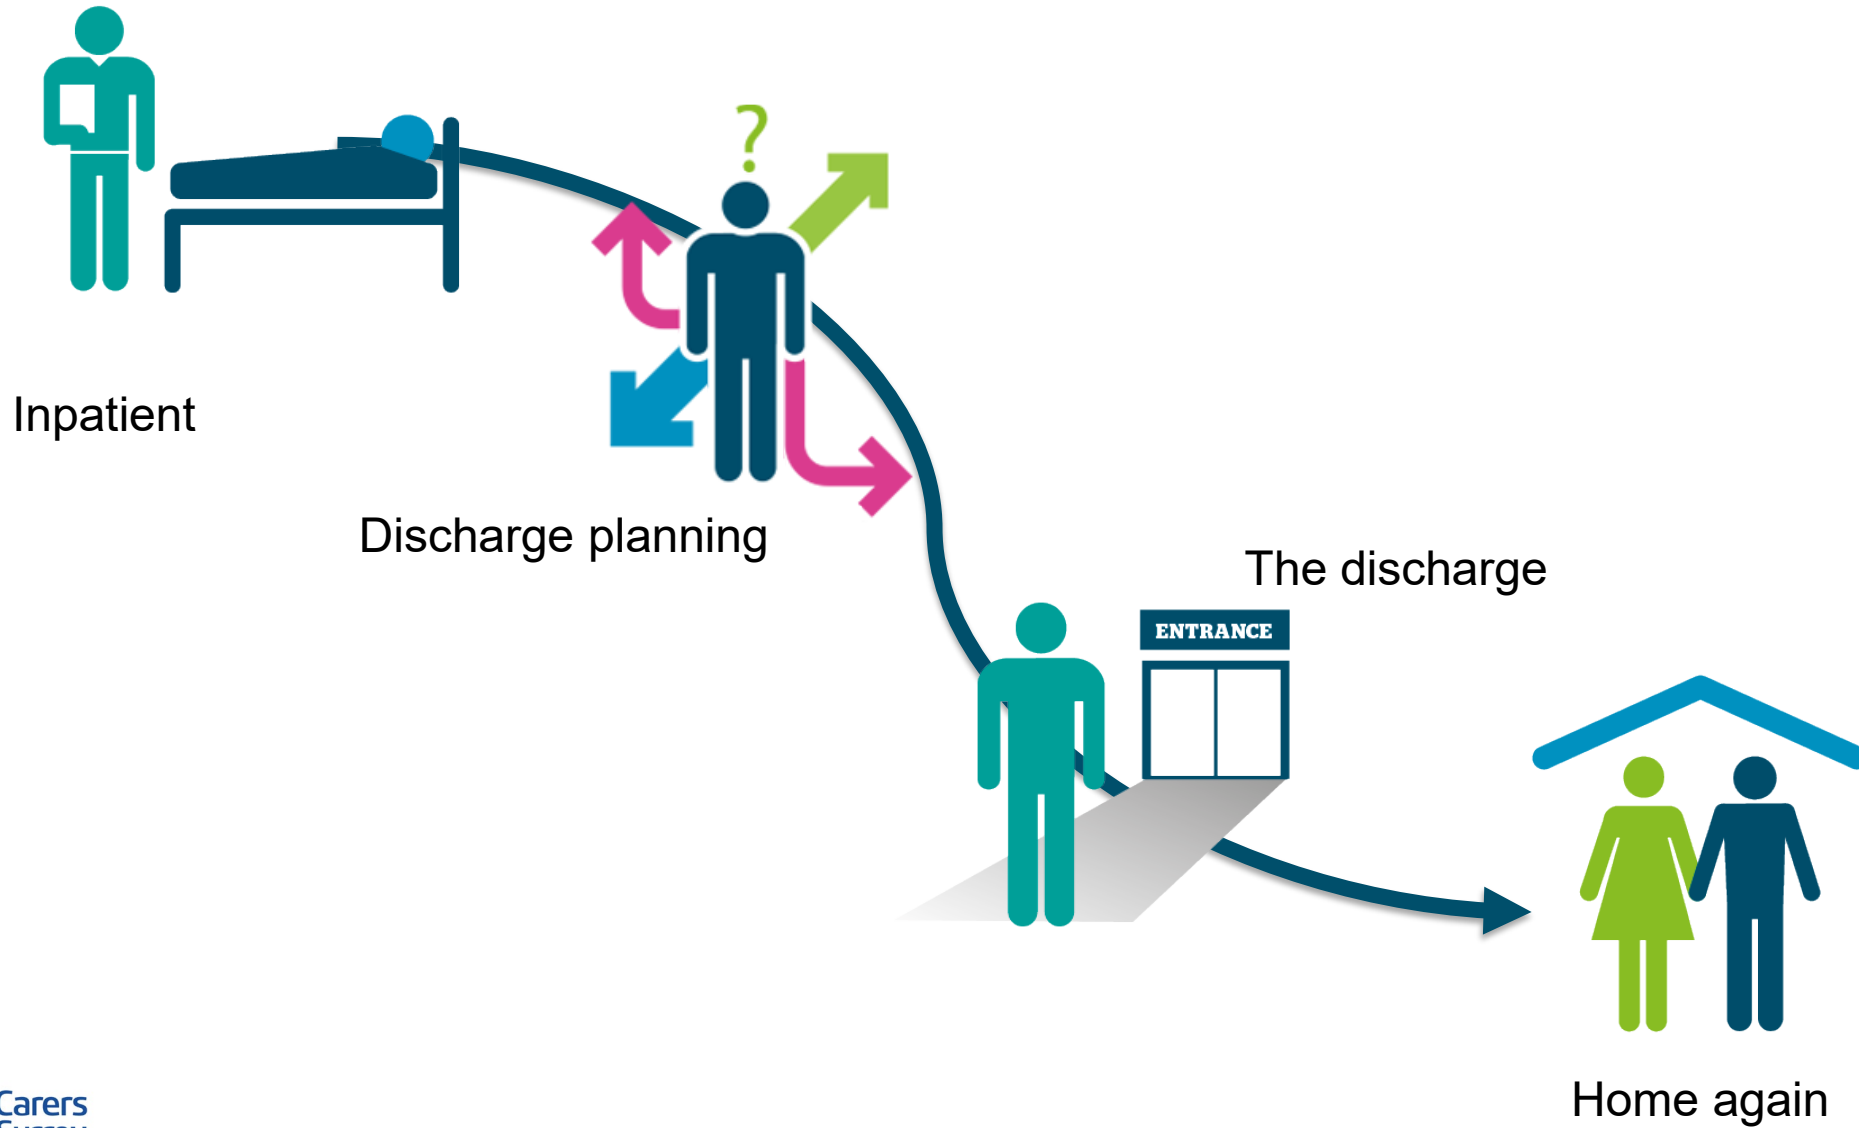 ?
Inpatient
Discharge planning
The discharge
ENTRANCE
Home again
Carers